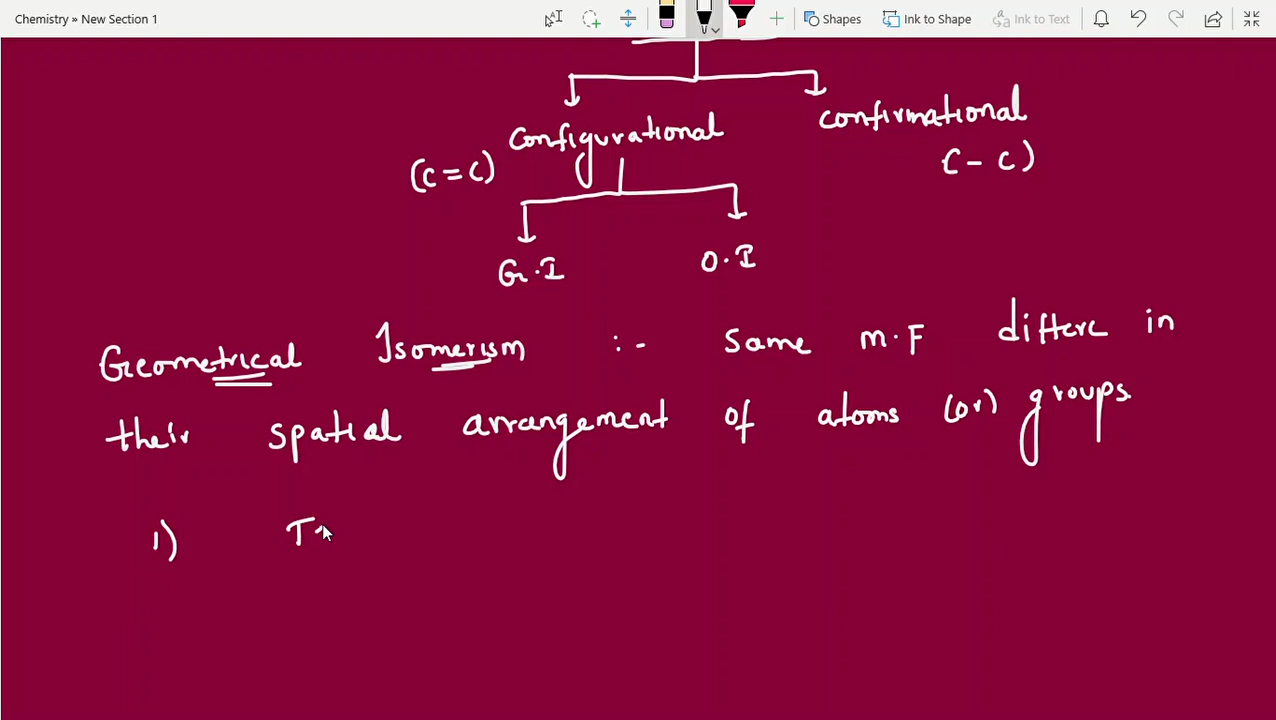 Chemistry » New Section 1
Shapes
Ink to Shape
Ink to Text
Configurational
Confirmational
(C = C)
C - C)
G.I
O.I
Geometrical Isomerism :- Same M.F differe in
their spatial arrangement of atoms (or) groups
1)